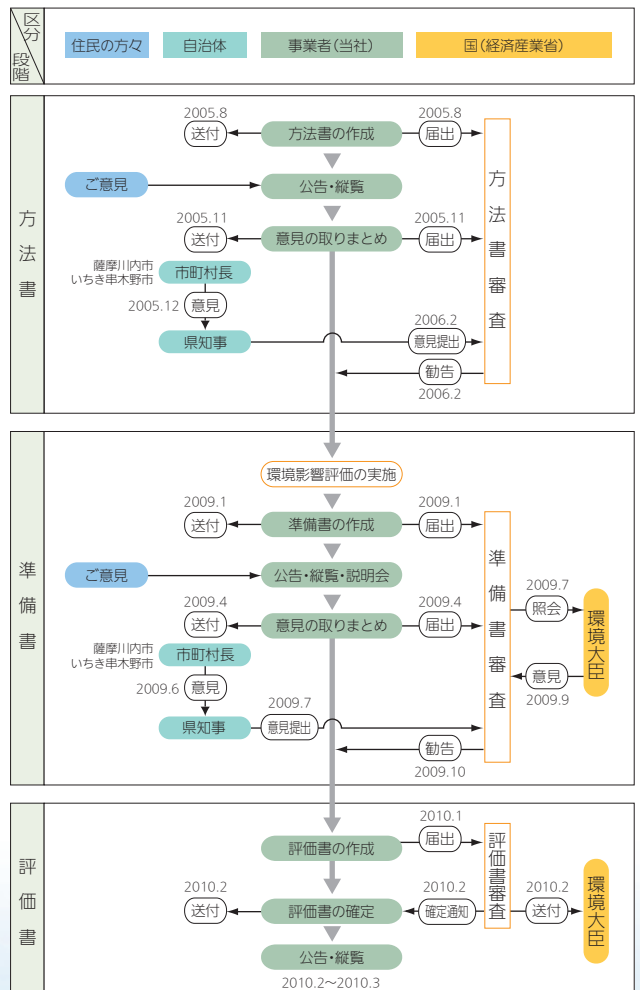 区分
段階
住民の方々
自治体
事業者(当社)
国(経済産業省)
方法書
2005.8
送付
方法書の作成
2005.8
届出
方法書審査
ご意見
公告・縦覧
2005.11
送付
意見の取りまとめ
2005.11
届出
薩摩川内市
いちき串木野市
市町村長
2005.12
意見
県知事
2006.2
意見提出
勧告
2006.2
準備書
環境影響評価の実施
2009.1
送付
準備書の作成
2009.1
届出
準備書審査
ご意見
公告・縦覧・説明会
2009.4
送付
意見の取りまとめ
2009.4
届出
2009.7
照会
環境大臣
意見
2009.9
薩摩川内市
いちき串木野市
市町村長
2009.6
意見
県知事
2009.7
意見提出
勧告
2009.10
評価書
評価書の作成
2010.1
届出
評価書審査
2010.2
送付
評価書の確定
2010.2
確定通知
2010.2
送付
環境大臣
公告・縦覧
2010.2～2010.3